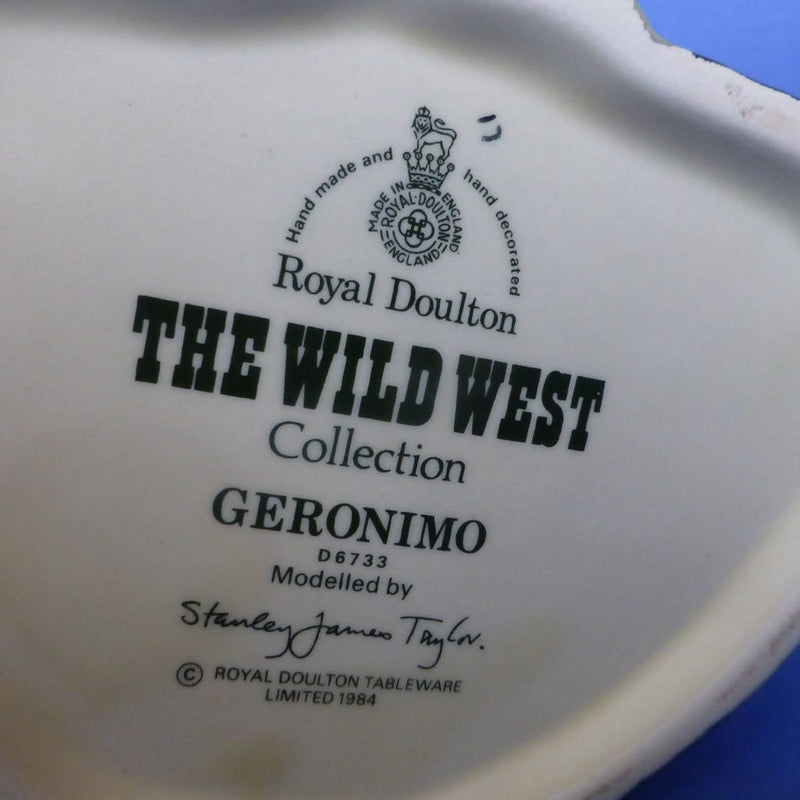 Hand made and hand decorated
MADE IN ENGLAND
ROYAL·DOULTON
ENGLAND
Royal Doulton
THE WILD WEST
Collection
GERONIMO
D6733
Modelled by
Stanley James Taylor.
© ROYAL DOULTON TABLEWARE
LIMITED 1984